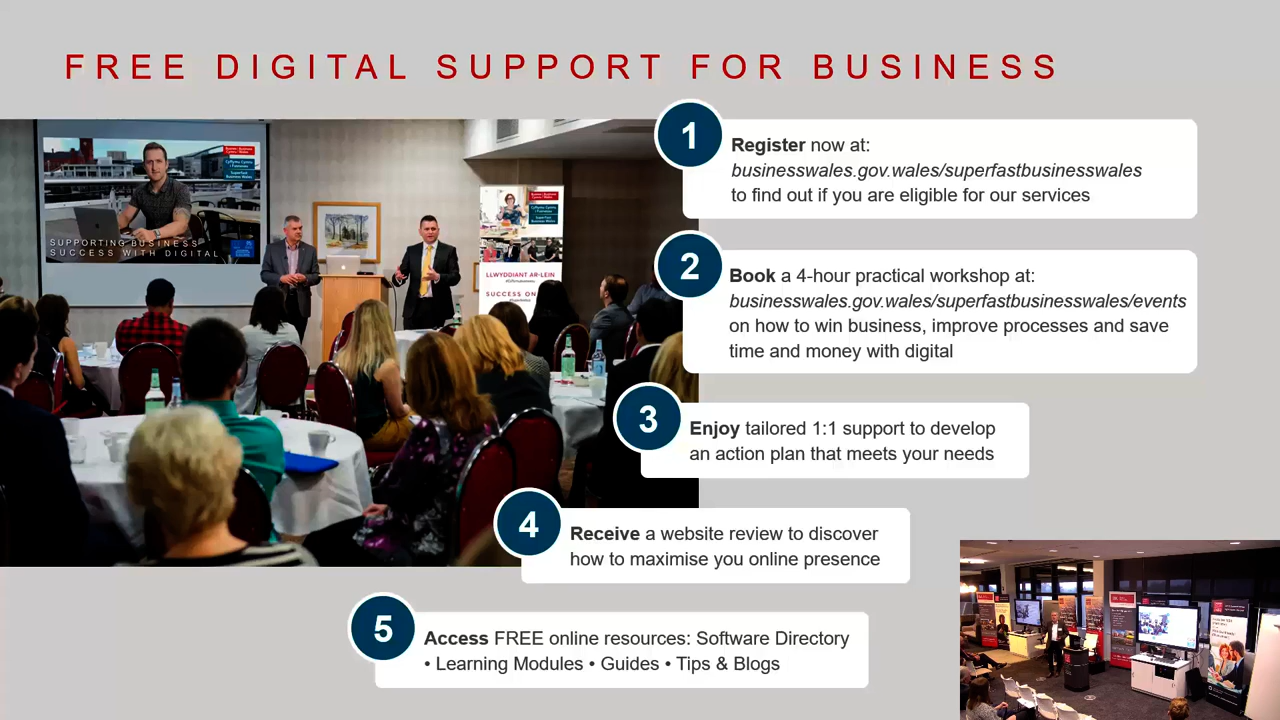 FREE DIGITAL SUPPORT FOR BUSINESS
SUPPORTING BUSINESS
SUCCESS WITH DIGITAL
LLWYDDIANT AR-LEIN
SUCCESS ON
1
Register now at:
businesswales.gov.wales/superfastbusinesswales
to find out if you are eligible for our services
2
Book a 4-hour practical workshop at:
businesswales.gov.wales/superfastbusinesswales/events
on how to win business, improve processes and save
time and money with digital
3
Enjoy tailored 1:1 support to develop
an action plan that meets your needs
4
Receive a website review to discover
how to maximise you online presence
5
Access FREE online resources: Software Directory
• Learning Modules • Guides • Tips & Blogs